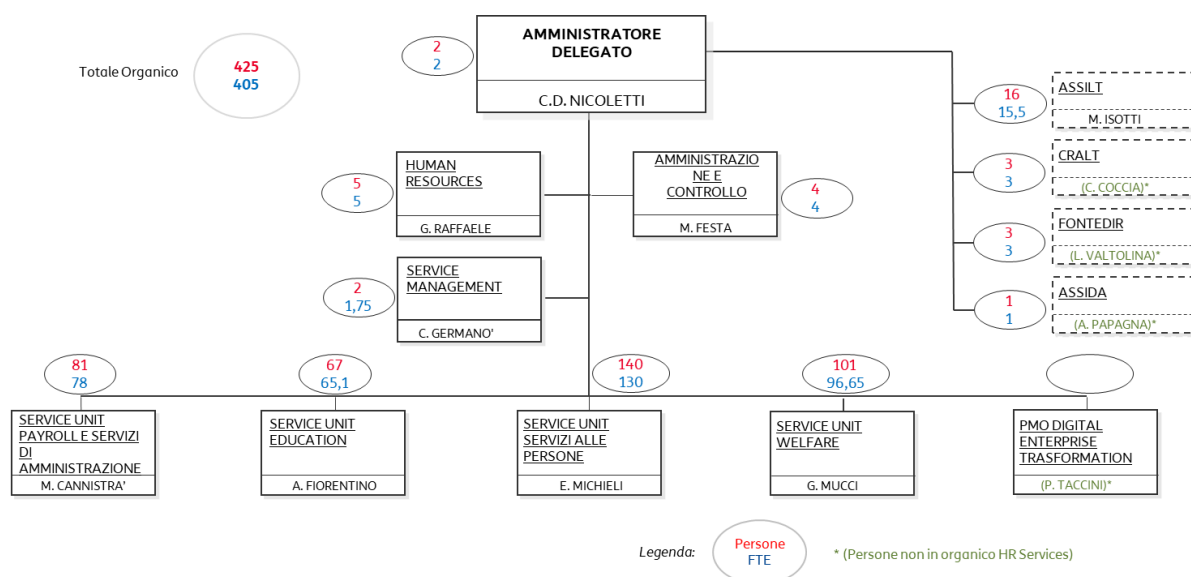 Totale Organico
425
405
2
2
AMMINISTRATORE
DELEGATO
C.D. NICOLETTI
16
15,5
ASSILT
M. ISOTTI
3
3
CRALT
(C. COCCIA)*
3
3
FONTEDIR
(L. VALTOLINA)*
1
1
ASSIDA
(A. PAPAGNA)*
5
5
HUMAN
RESOURCES
G. RAFFAELE
AMMINISTRAZIO
NE E
CONTROLLO
M. FESTA
4
4
2
1,75
SERVICE
MANAGEMENT
C. GERMANO'
81
78
SERVICE UNIT
PAYROLL E SERVIZI
DI
AMMINISTRAZIONE
M. CANNISTRA'
67
65,1
SERVICE UNIT
EDUCATION
A. FIORENTINO
140
130
SERVICE UNIT
SERVIZI ALLE
PERSONE
E. MICHIELI
101
96,65
SERVICE UNIT
WELFARE
G. MUCCI
PMO DIGITAL
ENTERPRISE
TRASFORMATION
(P. TACCINI)*
Legenda:
Persone
FTE
* (Persone non in organico HR Services)